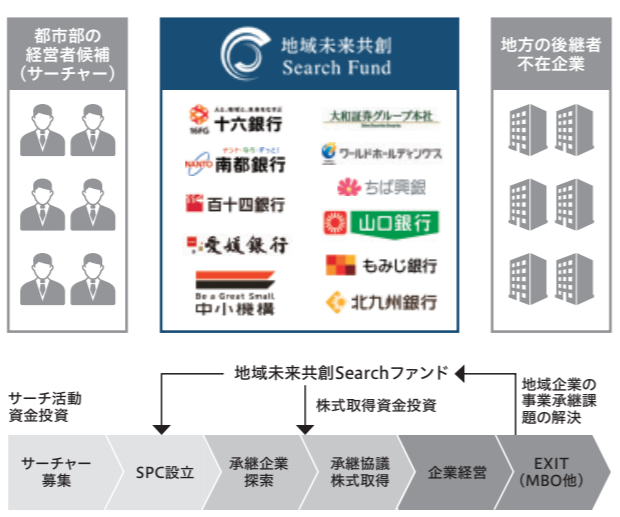 都市部の
経営者候補
(サーチャー)
地域未来共創
Search Fund
地方の後継者
不在企業
16FG
十六銀行
NANTO
南都銀行
百十四銀行
愛媛銀行
Be a Great Small
中小機構
大和証券グループ本社
ワールドホールディングス
ちば興銀
山口銀行
もみじ銀行
北九州銀行
地域未来共創Searchファンド
サーチ活動
資金投資
株式取得資金投資
地域企業の
事業承継課
題の解決
サーチャー
募集
SPC設立
承継企業
探索
承継協議
株式取得
企業経営
EXIT
(MBO他)